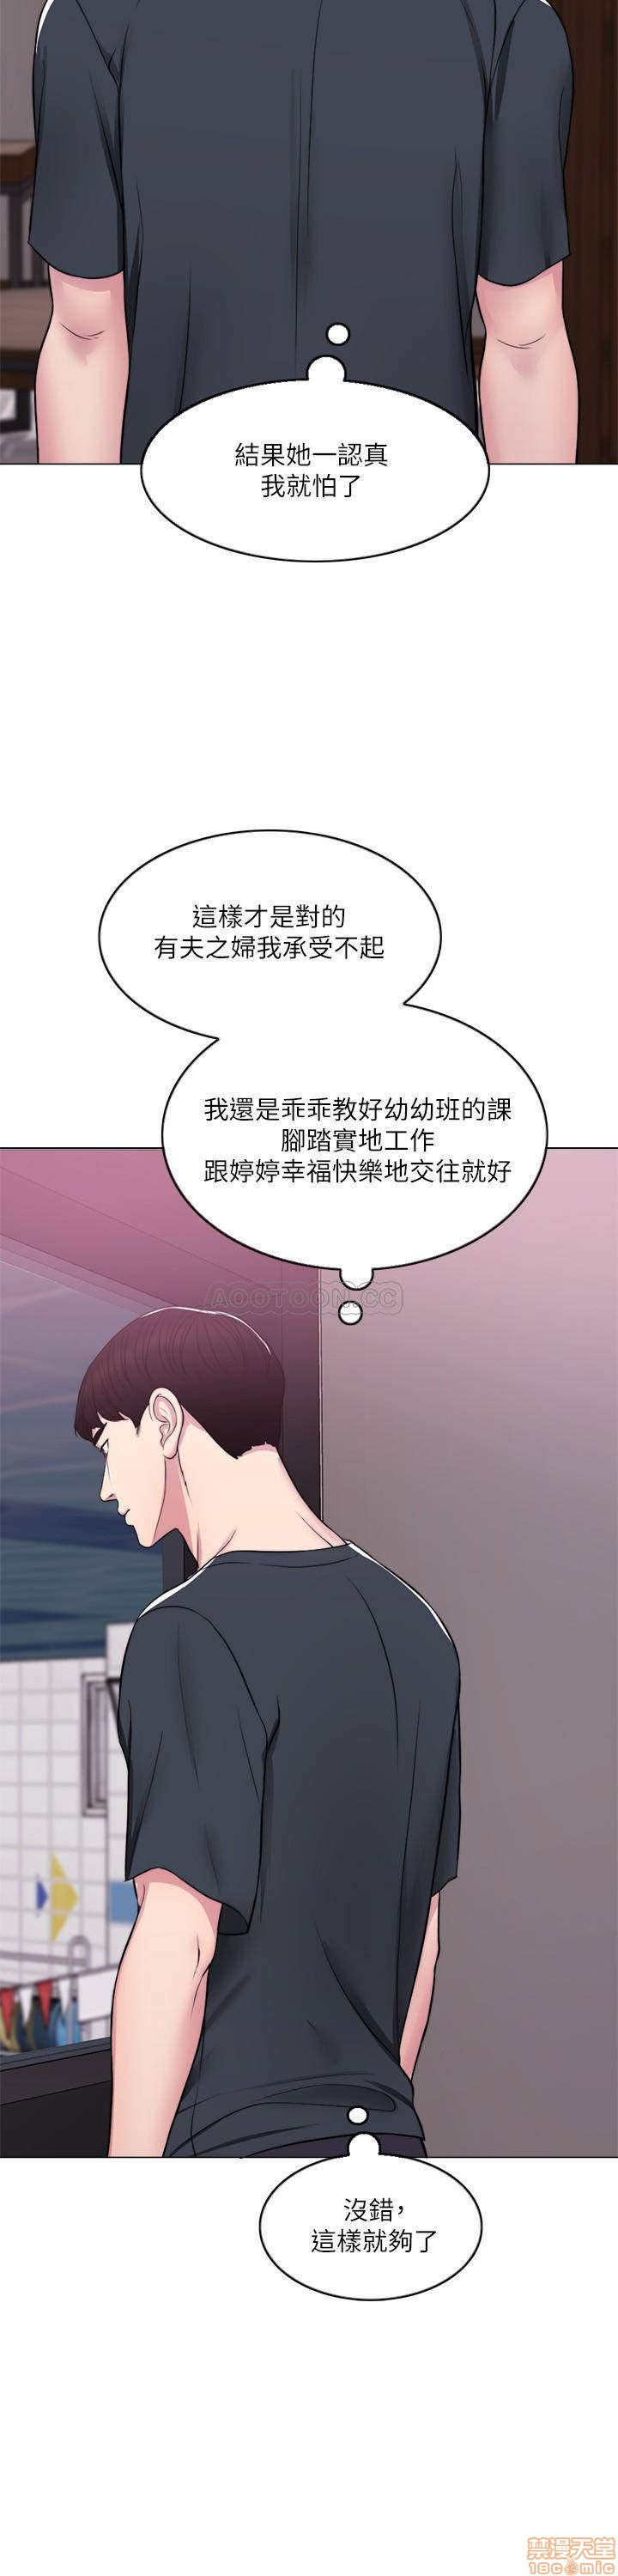 結果她一認真
我就怕了
這樣才是對的
有夫之婦我承受不起
我還是乖乖教好幼幼班的課
腳踏實地工作
跟婷婷幸福快樂地交往就好
AOOTOON.CC
沒錯,
這樣就夠了
禁漫天堂
18comic